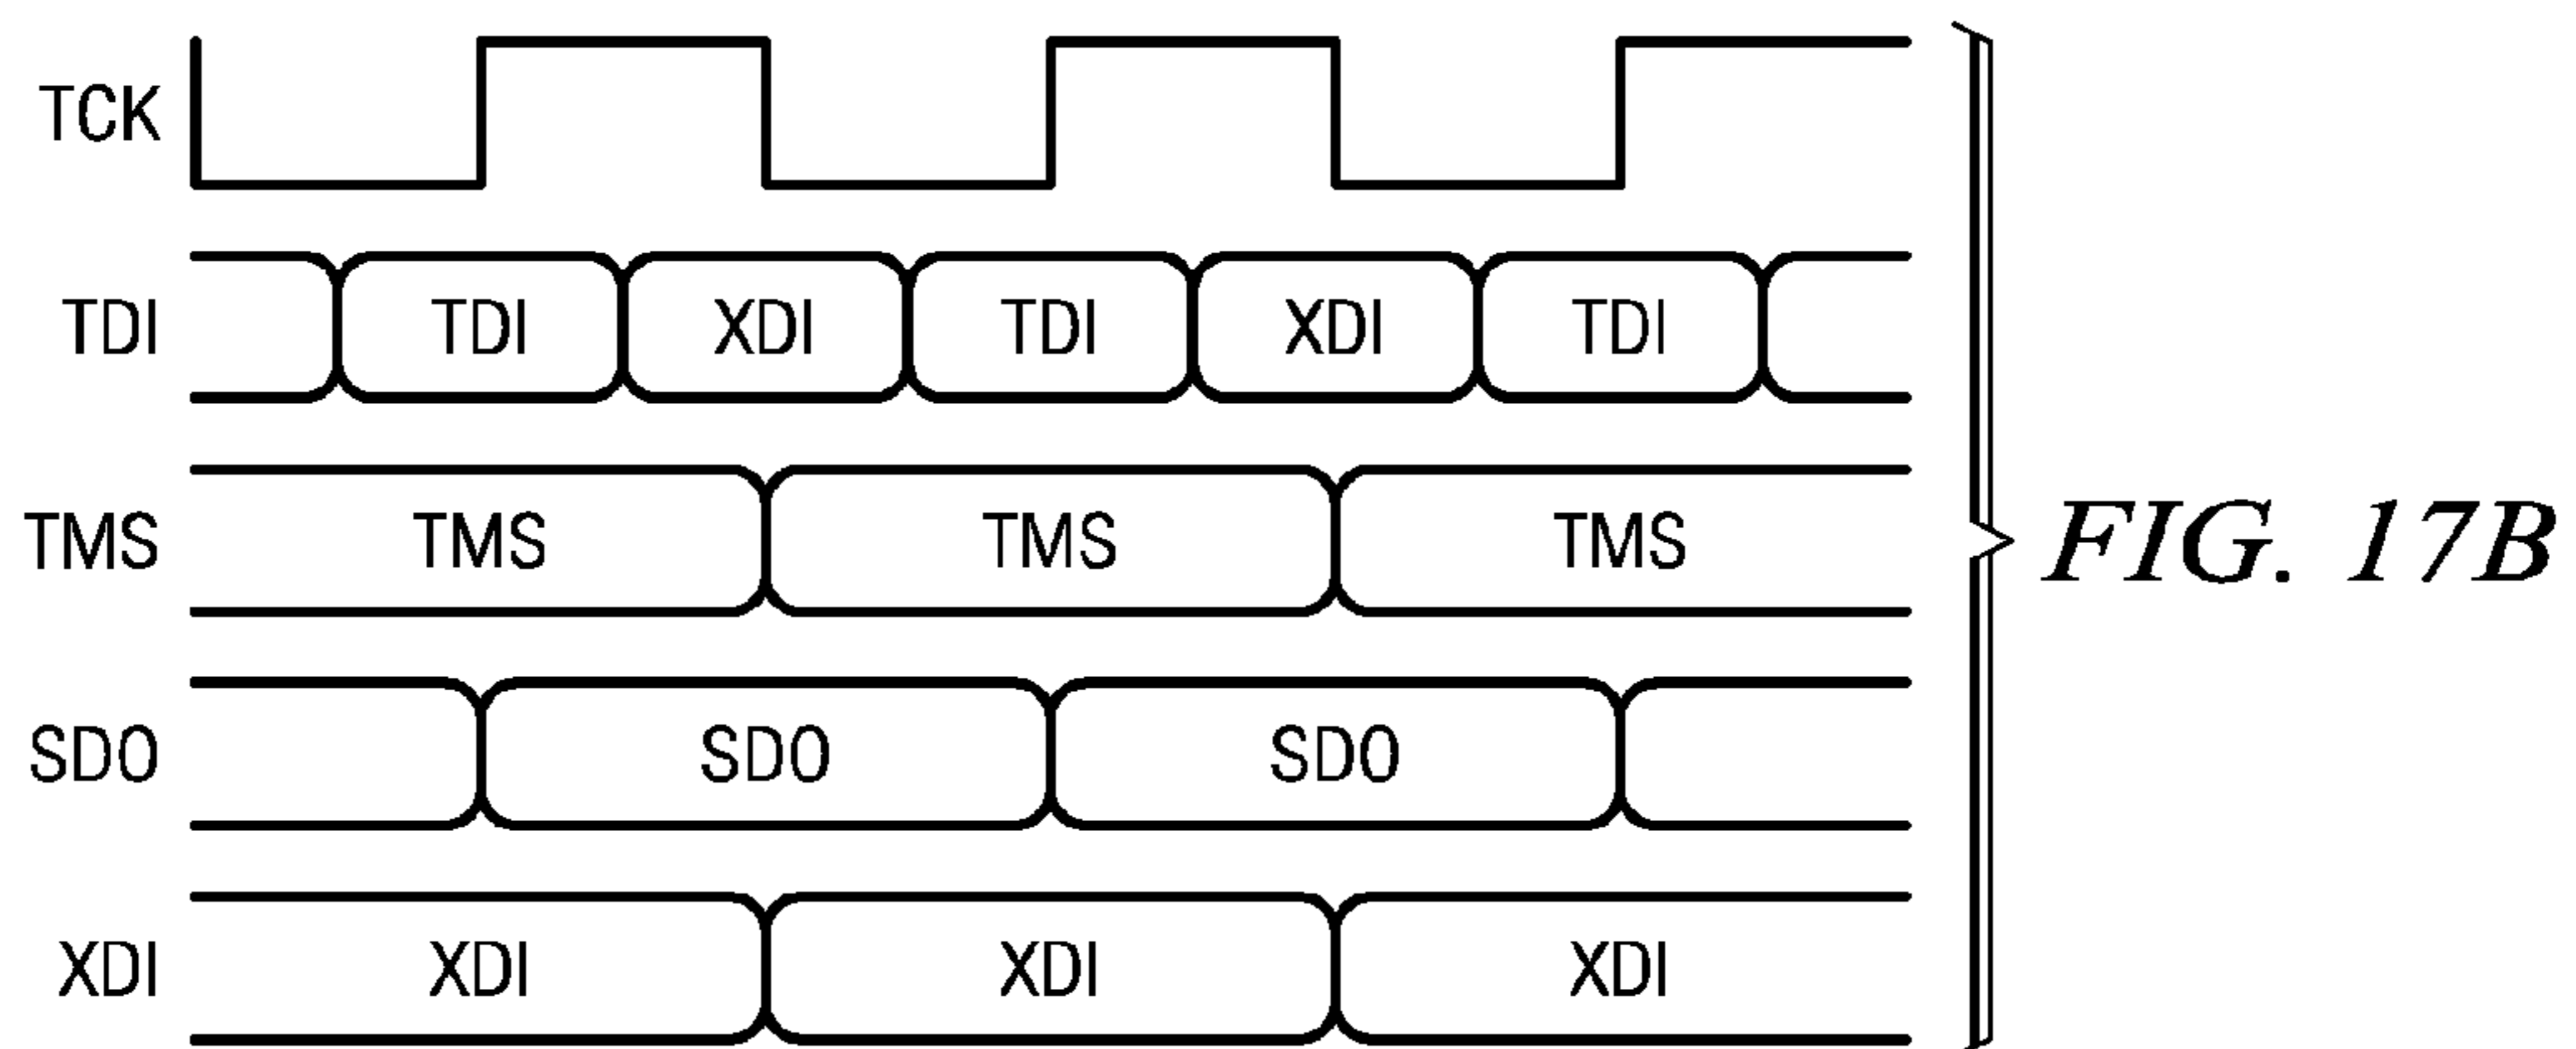 TCK
TDI TDI XDI TDI XDI TDI
TMS TMS TMS TMS
FIG. 17B
SDO SDO SDO
XDI XDI XDI XDI